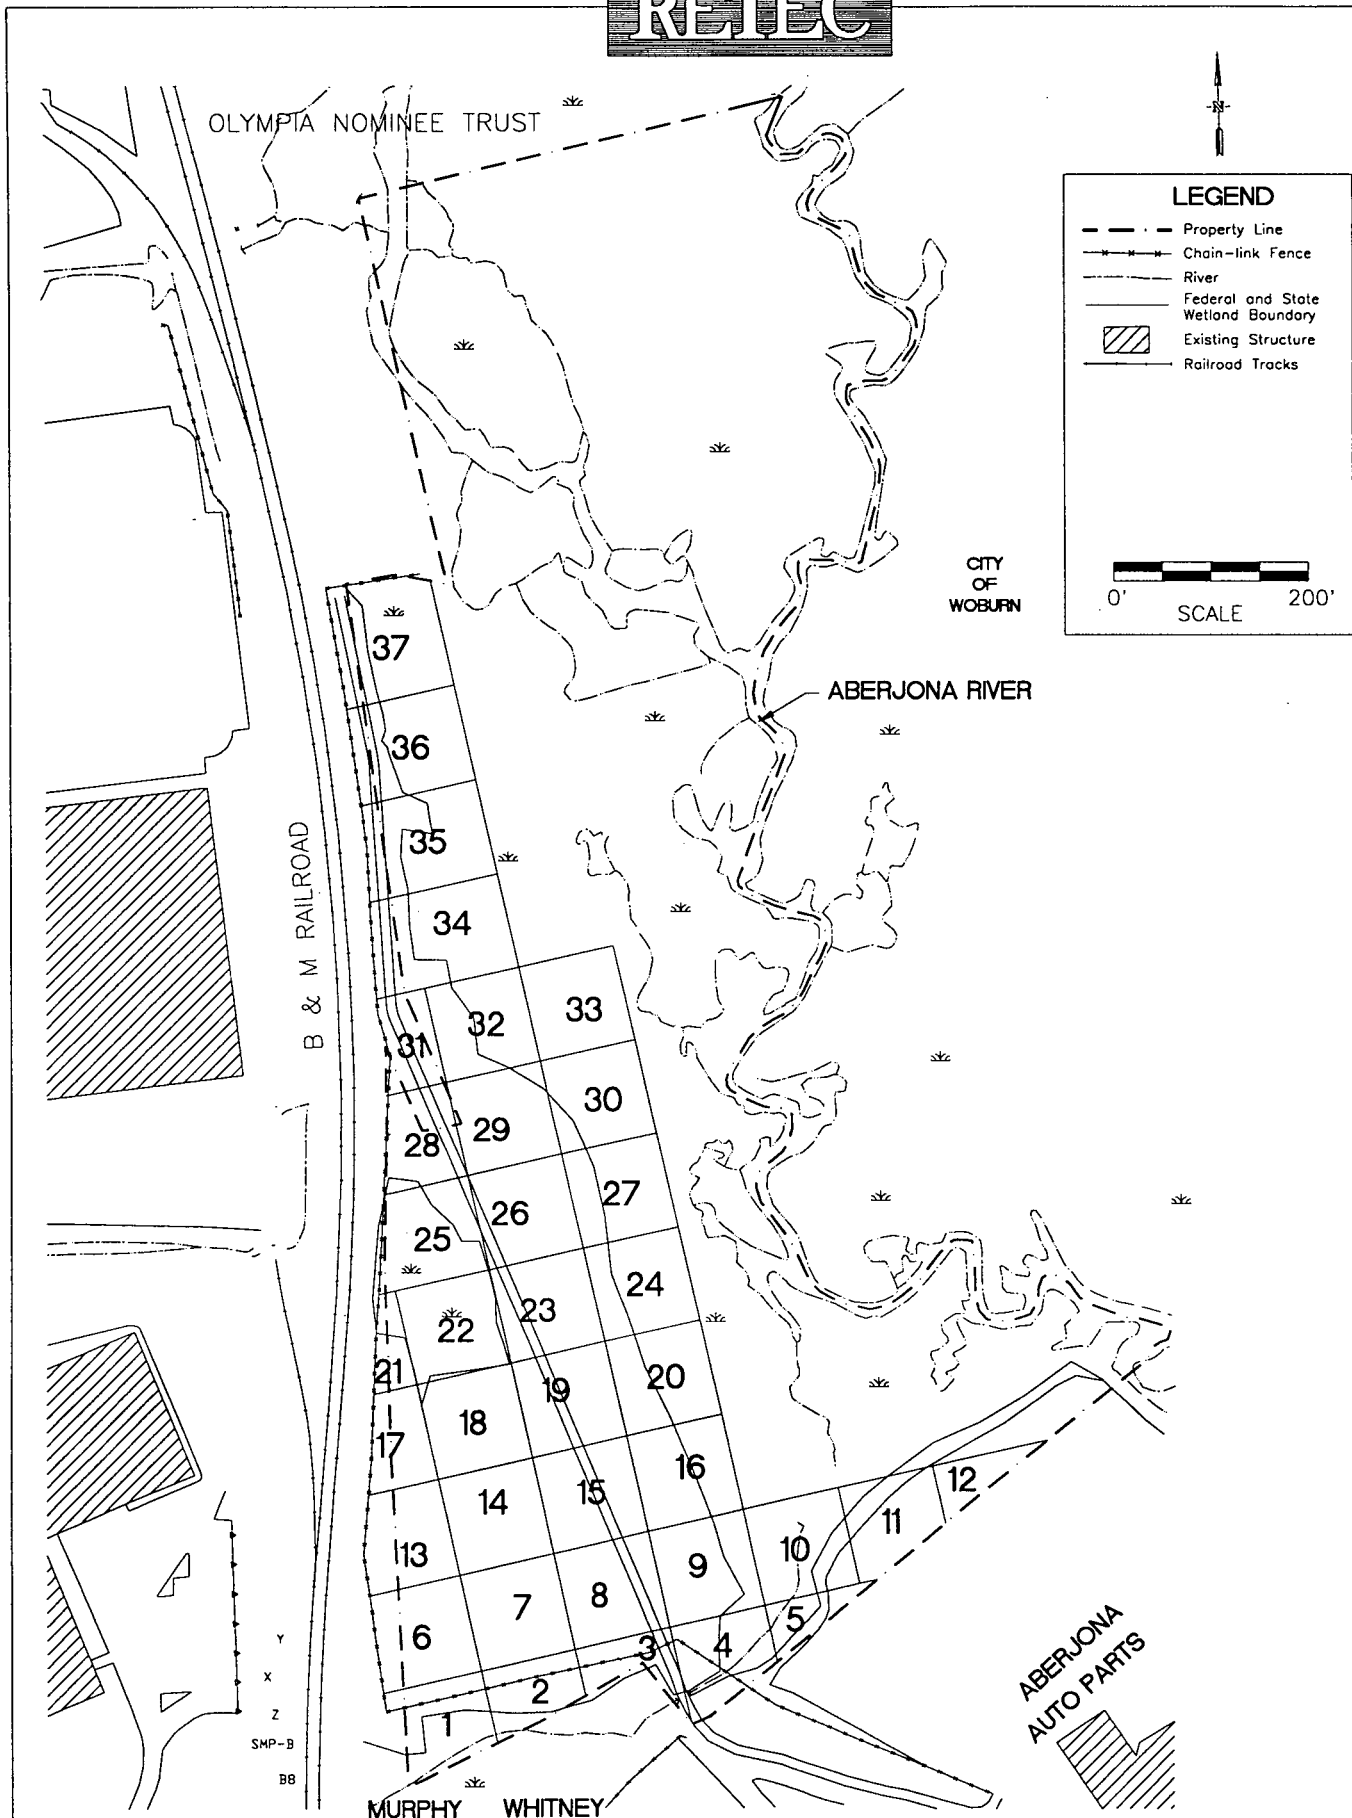 RETEC
OLYMPIA NOMINEE TRUST
N
LEGEND
Property Line
Chain-link Fence
River
Federal and State
Wetland Boundary
Existing Structure
Railroad Tracks
0' 200'
SCALE
CITY
OF
WOBURN
37
ABERJONA RIVER
36
B & M RAILROAD
35
34
33
32
31
30
29
28
27
26
25
24
23
22
21
20
19
18
17
16
15
14
13
12
11
10
9
8
7
6
5
4
3
2
1
Y
X
Z
SMP-B
B8
ABERJONA
AUTO PARTS
MURPHY WHITNEY